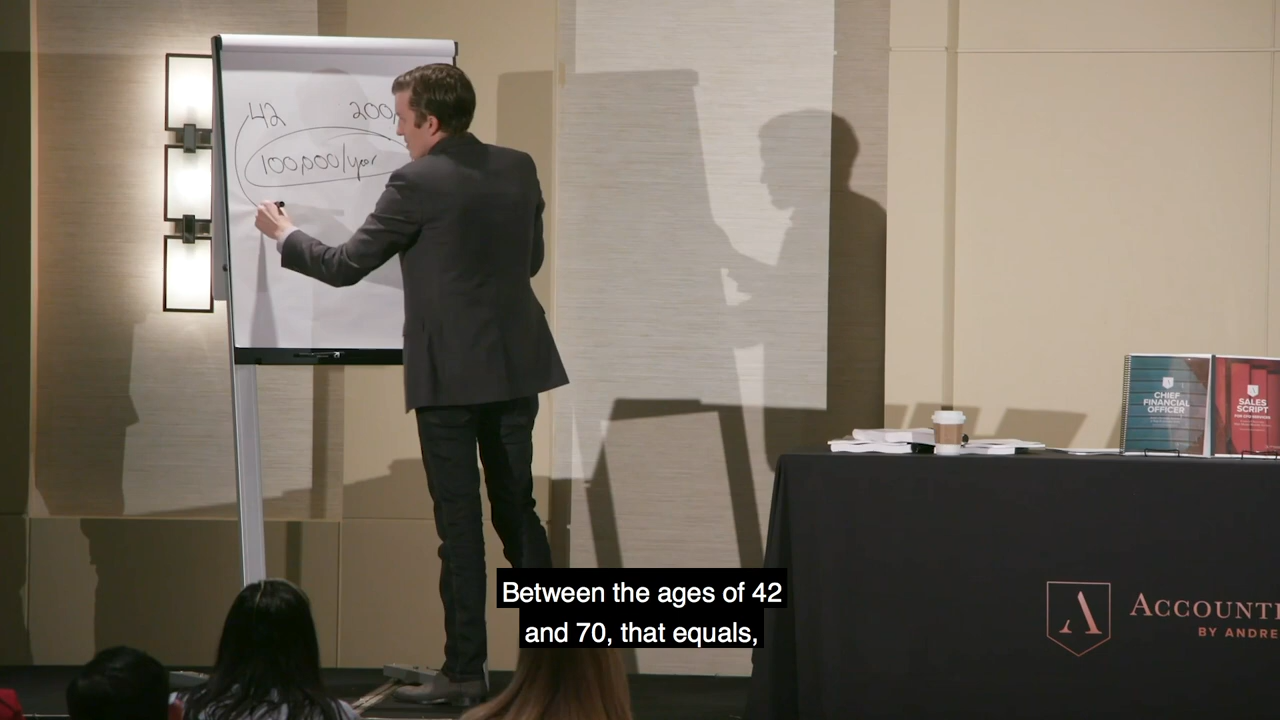 42 200
100,000/year
CHIEF
FINANCIAL
OFFICER
SALES
SCRIPT
ACCOUNT
BY ANDRE
Between the ages of 42
and 70, that equals,